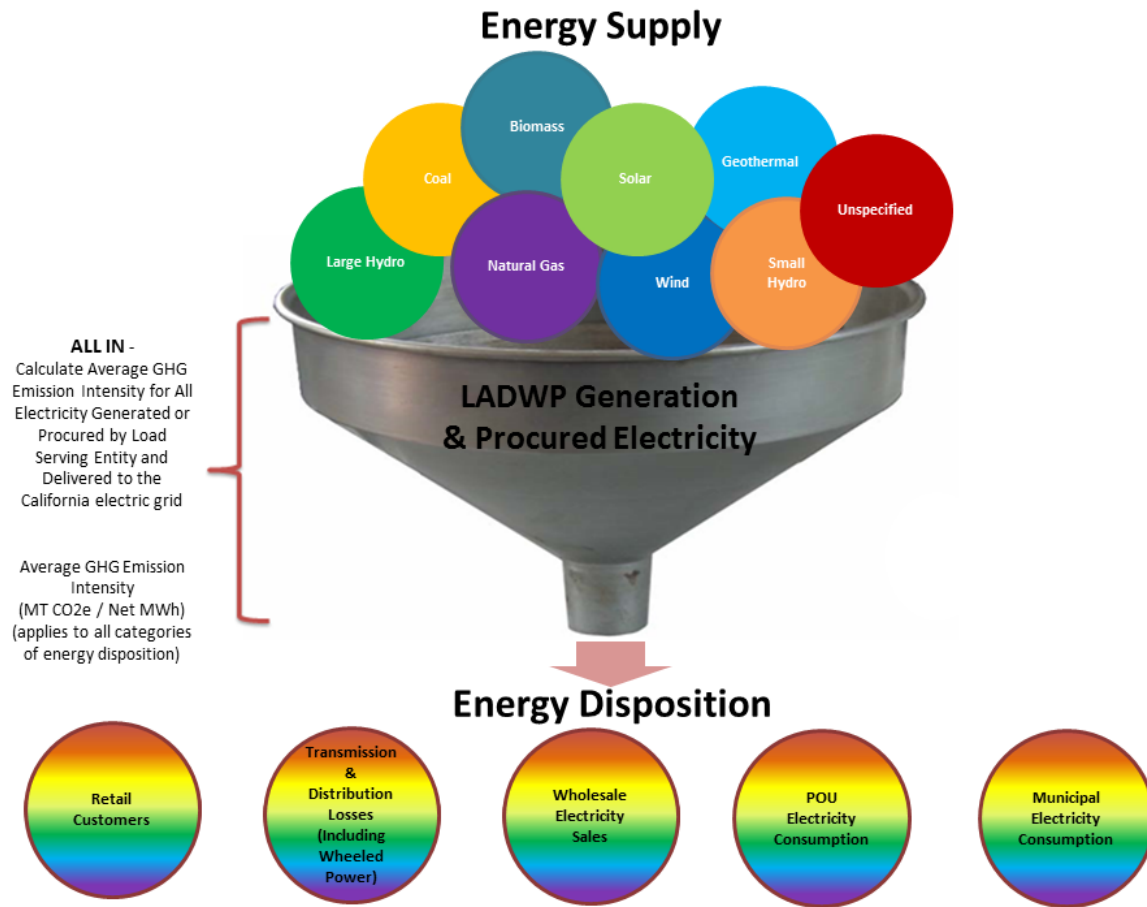 Energy Supply
Biomass
Geothermal
Coal
Solar
Unspecified
Large Hydro
Natural Gas
Wind
Small
Hydro
ALL IN -
Calculate Average GHG
Emission Intensity for All
Electricity Generated or
Procured by Load
Serving Entity and
Delivered to the
California electric grid
LADWP Generation
& Procured Electricity
Average GHG Emission
Intensity
(MT CO2e / Net MWh)
(applies to all categories
of energy disposition)
Energy Disposition
Retail
Customers
Transmission
&
Distribution
Losses
(Including
Wheeled
Power)
Wholesale
Electricity
Sales
POU
Electricity
Consumption
Municipal
Electricity
Consumption